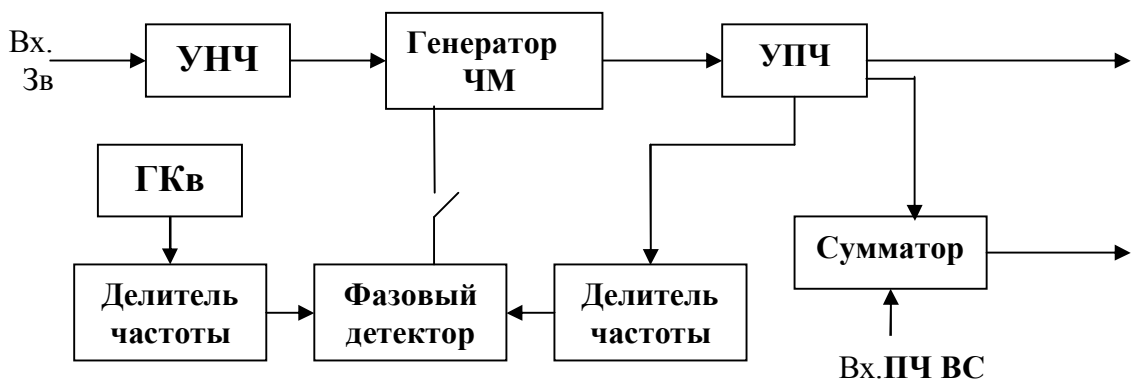 Вх.
Зв
УНЧ
Генератор
ЧМ
УПЧ
ГКв
Сумматор
Делитель
частоты
Фазовый
детектор
Делитель
частоты
Вх.ПЧ ВС